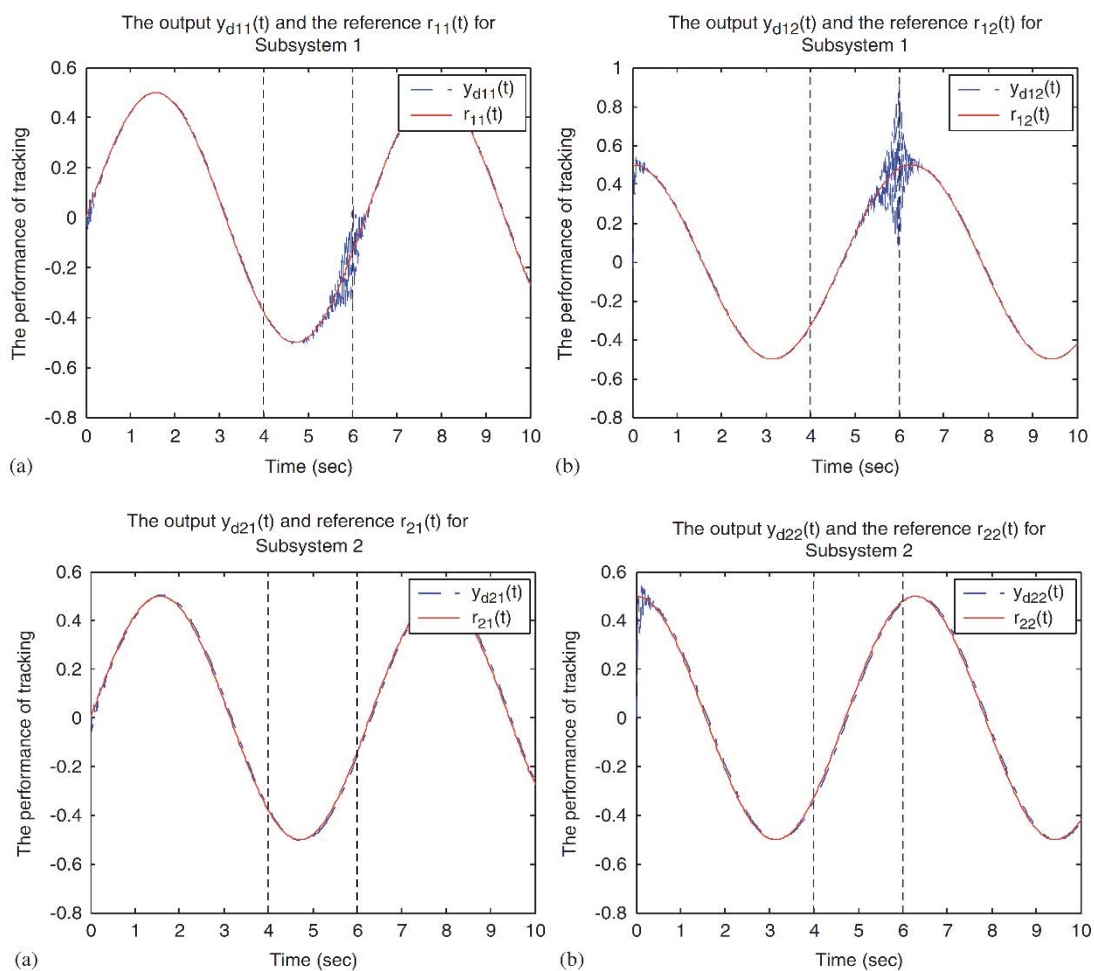 The output y_d11(t) and the reference r_11(t) for
Subsystem 1
0.6
0.4
0.2
0
-0.2
-0.4
-0.6
-0.8
The performance of tracking
y_d11(t)
r_11(t)
0 1 2 3 4 5 6 7 8 9 10
Time (sec)
(a)
The output y_d12(t) and the reference r_12(t) for
Subsystem 1
1
0.8
0.6
0.4
0.2
0
-0.2
-0.4
-0.6
-0.8
The performance of tracking
y_d12(t)
r_12(t)
0 1 2 3 4 5 6 7 8 9 10
Time (sec)
(b)
The output y_d21(t) and reference r_21(t) for
Subsystem 2
0.6
0.4
0.2
0
-0.2
-0.4
-0.6
-0.8
The performance of tracking
y_d21(t)
r_21(t)
0 1 2 3 4 5 6 7 8 9 10
Time (sec)
(a)
The output y_d22(t) and the reference r_22(t) for
Subsystem 2
0.6
0.4
0.2
0
-0.2
-0.4
-0.6
-0.8
The performance of tracking
y_d22(t)
r_22(t)
0 1 2 3 4 5 6 7 8 9 10
Time (sec)
(b)